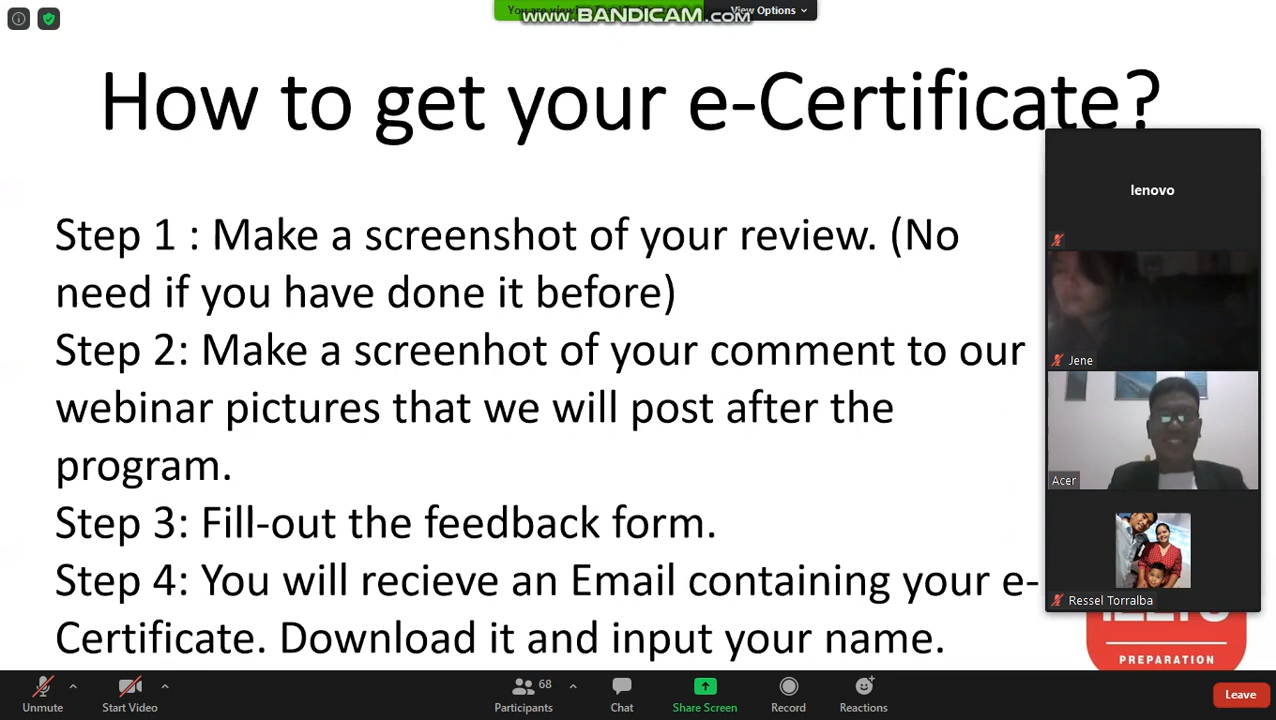 www.BANDICAM.com
View Options
How to get your e-Certificate?
Step 1 : Make a screenshot of your review. (No
need if you have done it before)
Step 2: Make a screenhot of your comment to our
webinar pictures that we will post after the
program.
Step 3: Fill-out the feedback form.
Step 4: You will recieve an Email containing your e-
Certificate. Download it and input your name.
lenovo
Jene
Acer
Ressel Torralba
IELTS
PREPARATION
Unmute
Start Video
68
Participants
Chat
Share Screen
Record
Reactions
Leave